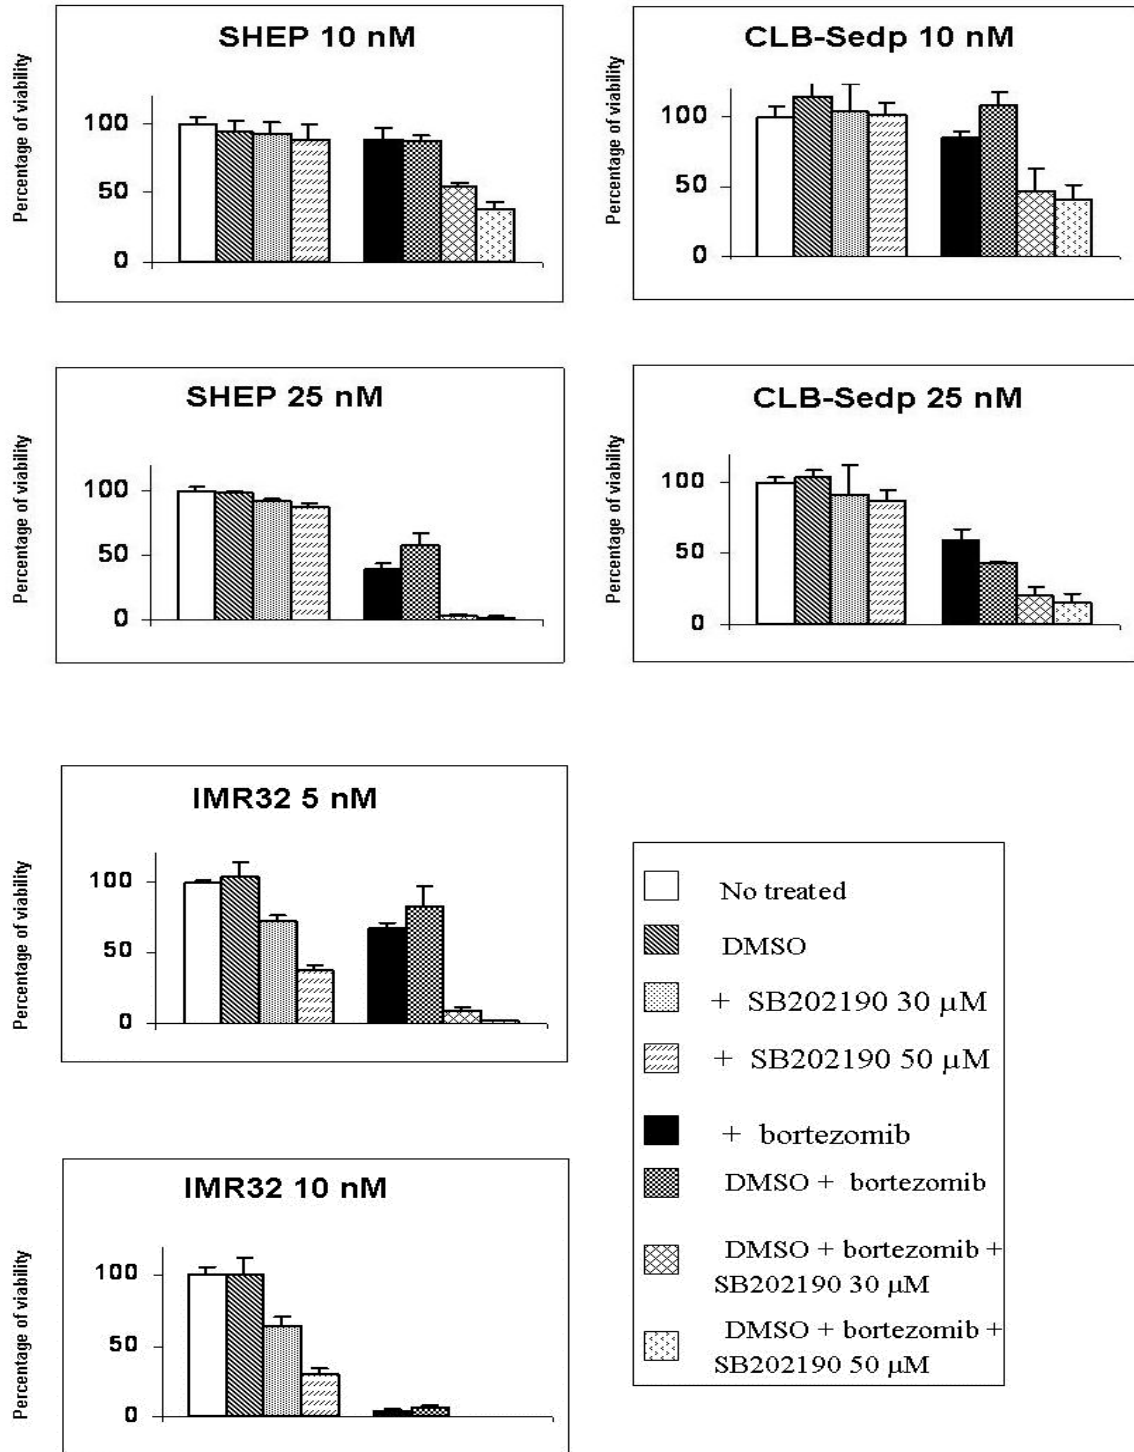 SHEP 10 nM
Percentage of viability
100
50
0
CLB-Sedp 10 nM
Percentage of viability
100
50
0
SHEP 25 nM
Percentage of viability
100
50
0
CLB-Sedp 25 nM
Percentage of viability
100
50
0
IMR32 5 nM
Percentage of viability
100
50
0
IMR32 10 nM
Percentage of viability
100
50
0
No treated
DMSO
+ SB202190 30 μM
+ SB202190 50 μM
+ bortezomib
DMSO + bortezomib
DMSO + bortezomib +
SB202190 30 μM
DMSO + bortezomib +
SB202190 50 μM